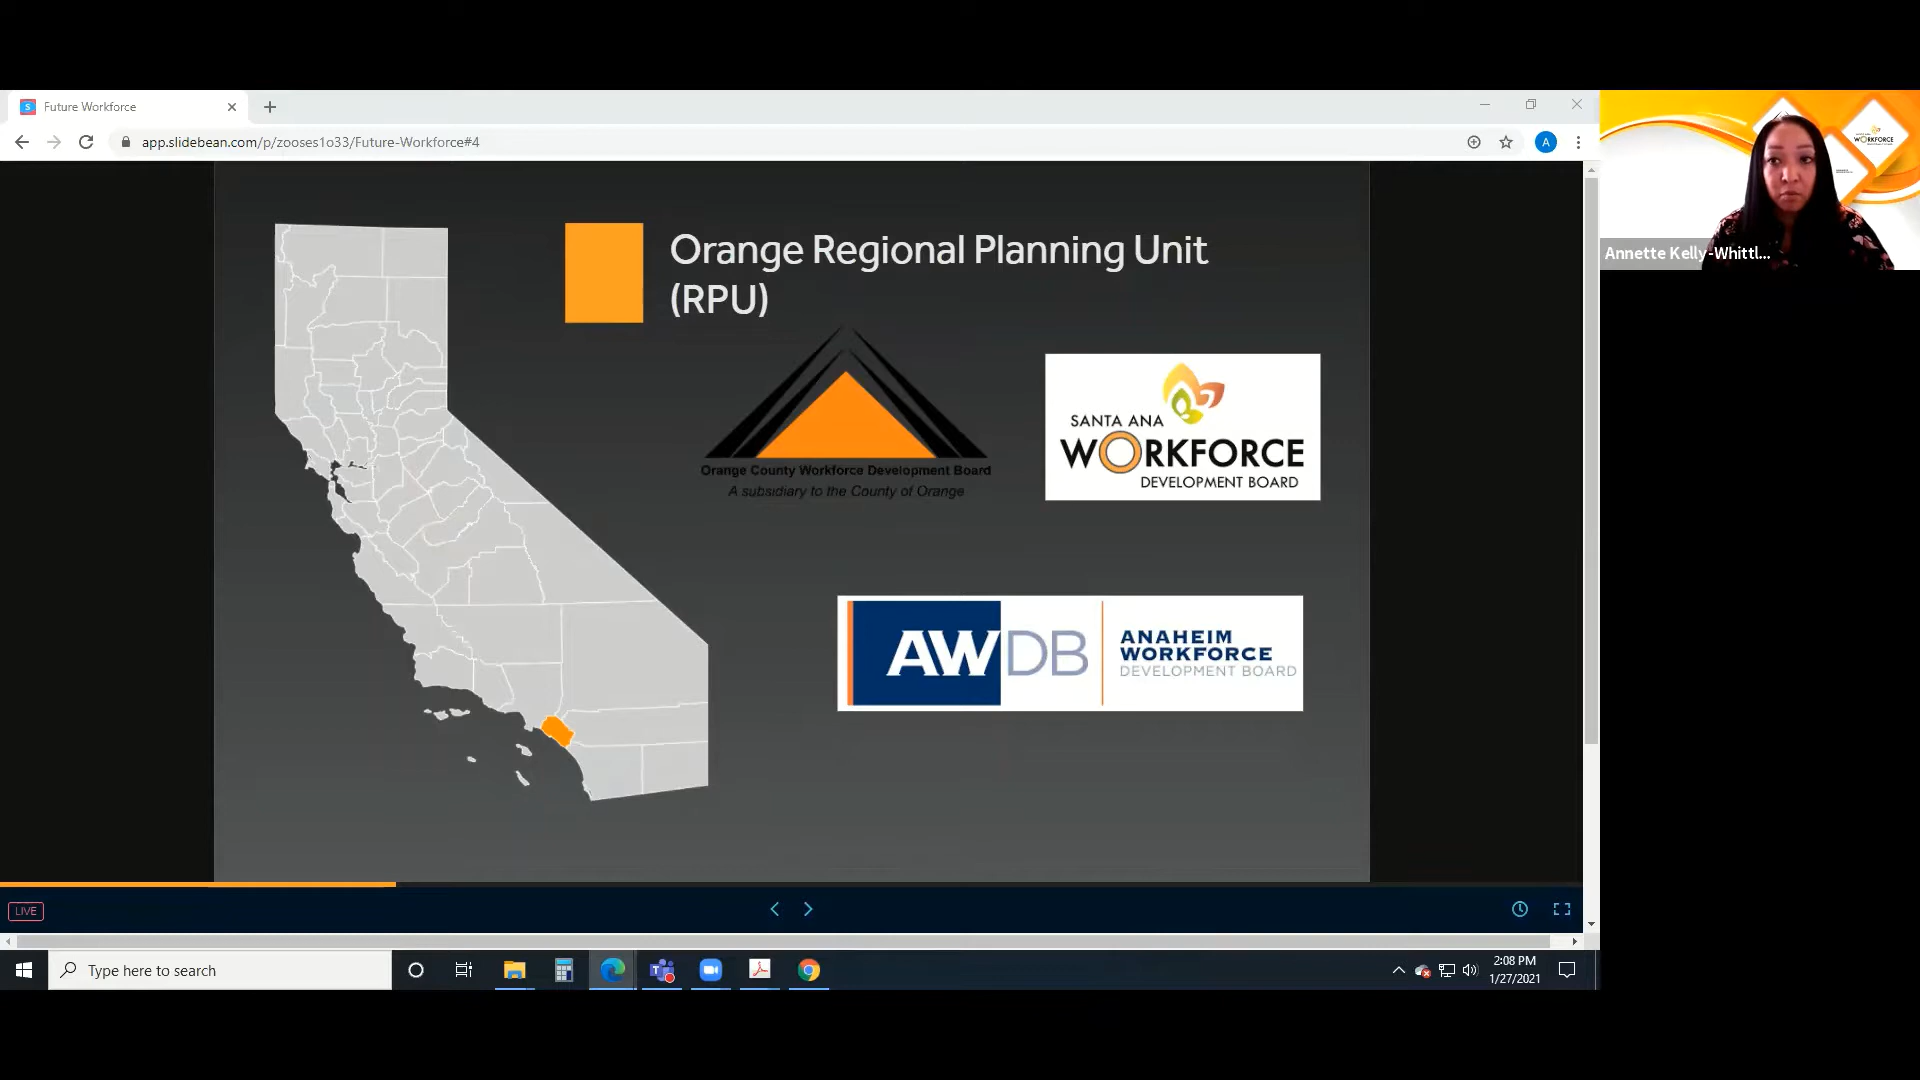 Future Workforce
app.slidebean.com/p/zooses1o33/Future-Workforce#4
A
Orange Regional Planning Unit
(RPU)
Orange County Workforce Development Board
A subsidiary to the County of Orange
SANTA ANA
WORKFORCE
DEVELOPMENT BOARD
AWDB
ANAHEIM
WORKFORCE
DEVELOPMENT BOARD
WORKFORCE
Annette Kelly-Whittl...
LIVE
Type here to search
2:08 PM
1/27/2021